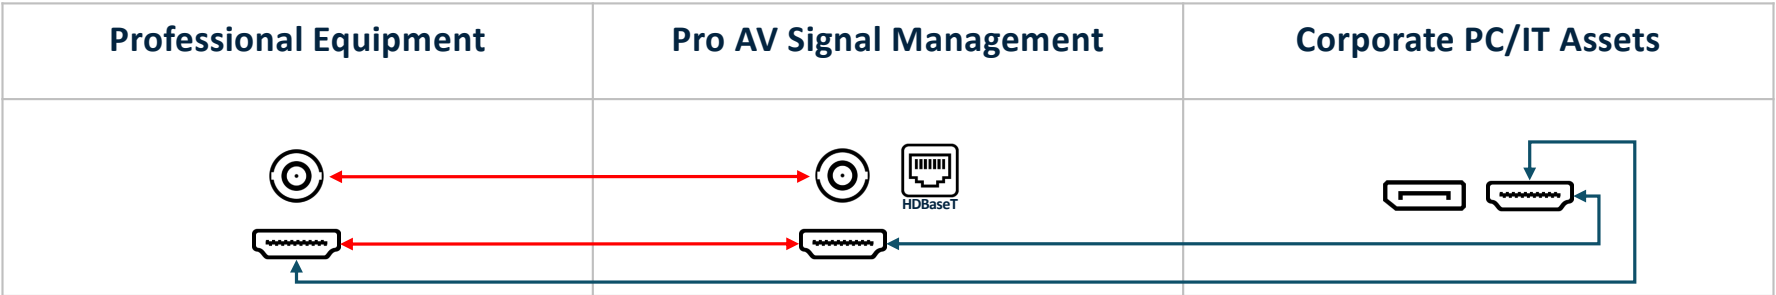 Professional Equipment
Pro AV Signal Management
Corporate PC/IT Assets
HDBaseT